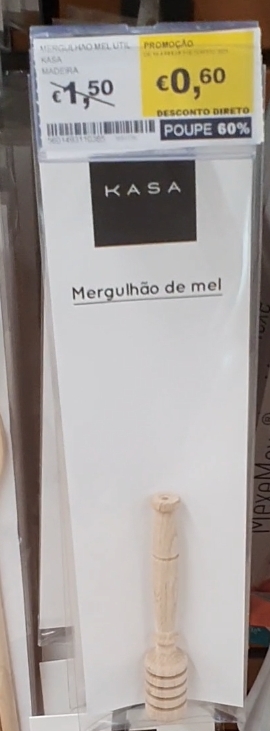 MERGULHÃO MEL UTIL
KASA
MADEIRA
€1,50
PROMOÇÃO
€0,60
DESCONTO DIRETO
POUPE 60%
KASA
Mergulhão de mel